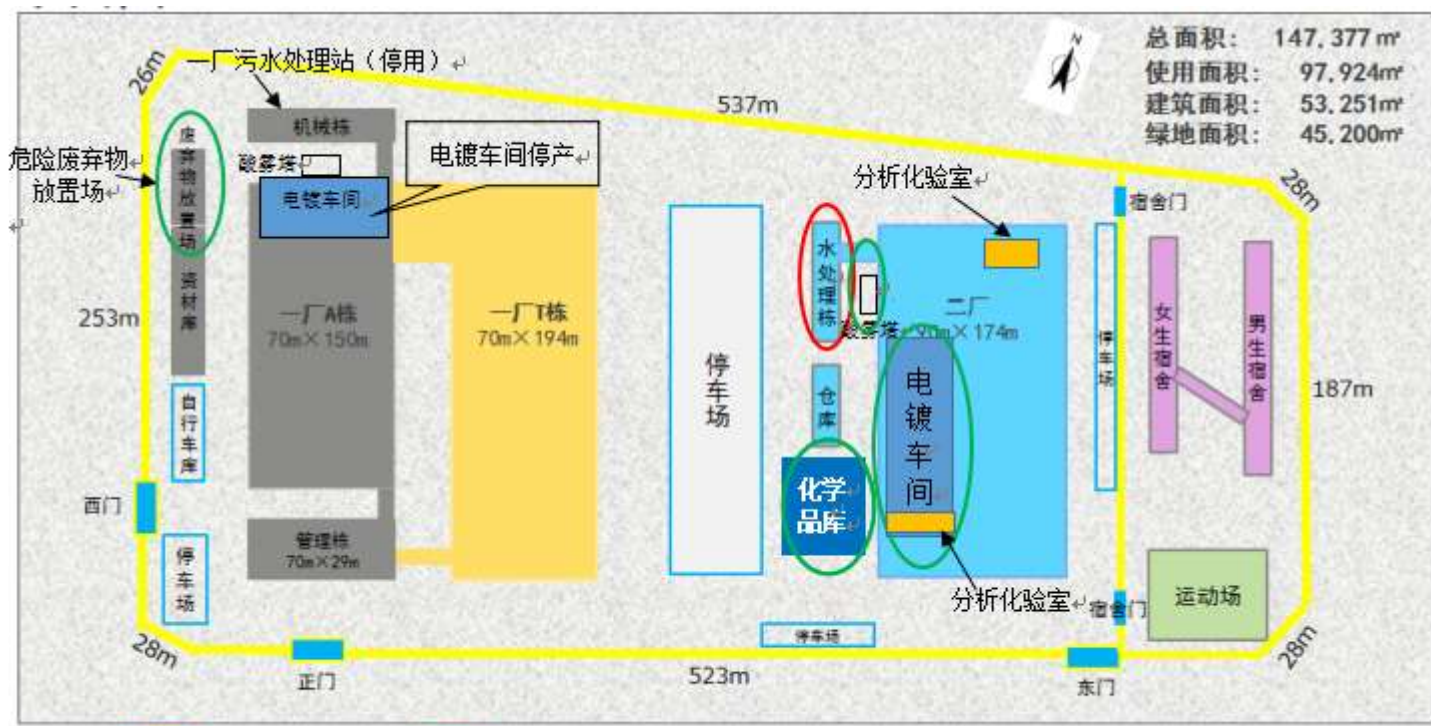 总面积： 147,377㎡
使用面积： 97,924㎡
建筑面积： 53,251㎡
绿地面积： 45,200㎡
N
26m
537m
28m
一厂污水处理站（停用）
机械栋
酸雾塔
电镀车间
电镀车间停产
危险废弃物
放置场
废弃物放置场
资材库
253m
一厂A栋
70m×150m
一厂T栋
70m×194m
自行车库
西门
停车场
管理栋
70m×29m
28m
正门
停车场
水处理栋
酸雾塔
仓库
化学
品库
分析化验室
二厂
90m×174m
电镀车间
分析化验室
停车场
523m
东门
宿舍门
停车场
女生宿舍
男生宿舍
187m
宿舍门
运动场
28m